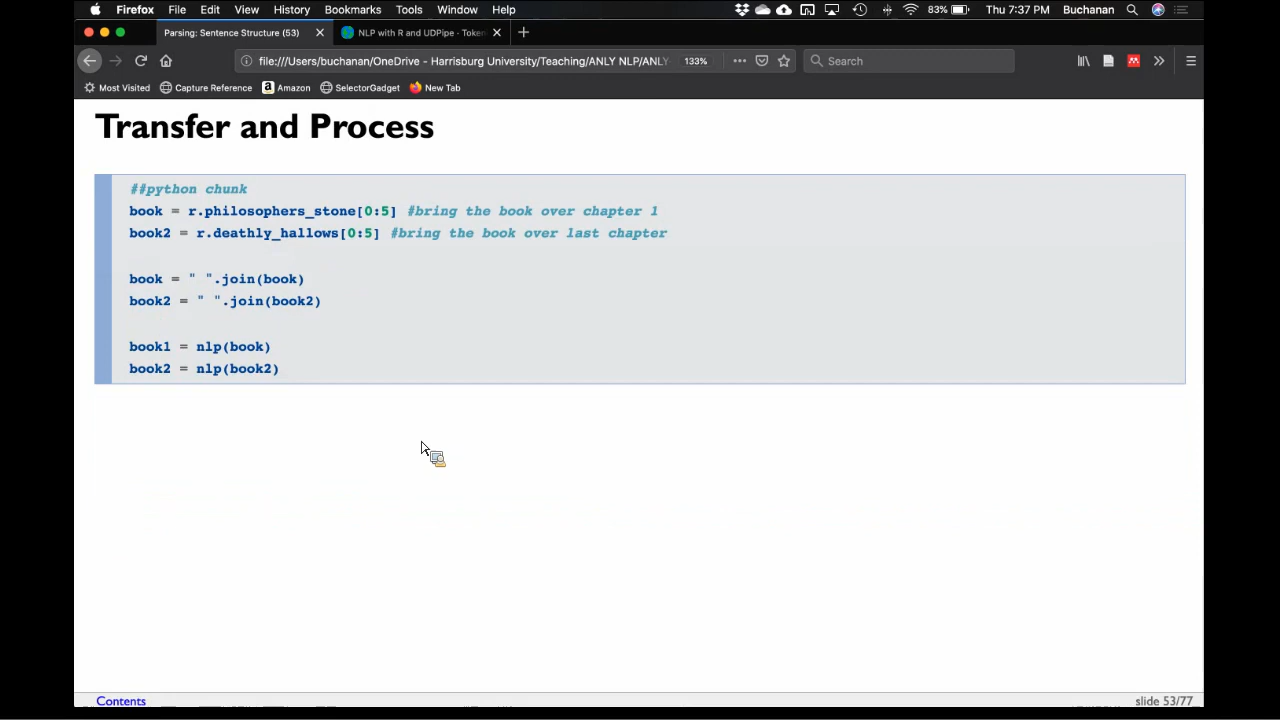 Firefox File Edit View History Bookmarks Tools Window Help 83% Thu 7:37 PM Buchanan
Parsing: Sentence Structure (53) NLP with R and UDPipe - Token
file:///Users/buchanan/OneDrive - Harrisburg University/Teaching/ANLY NLP/ANLY 133% Search
Most Visited Capture Reference Amazon SelectorGadget New Tab
Transfer and Process
##python chunk
book = r.philosophers_stone[0:5] #bring the book over chapter 1
book2 = r.deathly_hallows[0:5] #bring the book over last chapter
book = " ".join(book)
book2 = " ".join(book2)
book1 = nlp(book)
book2 = nlp(book2)
Contents slide 53/77